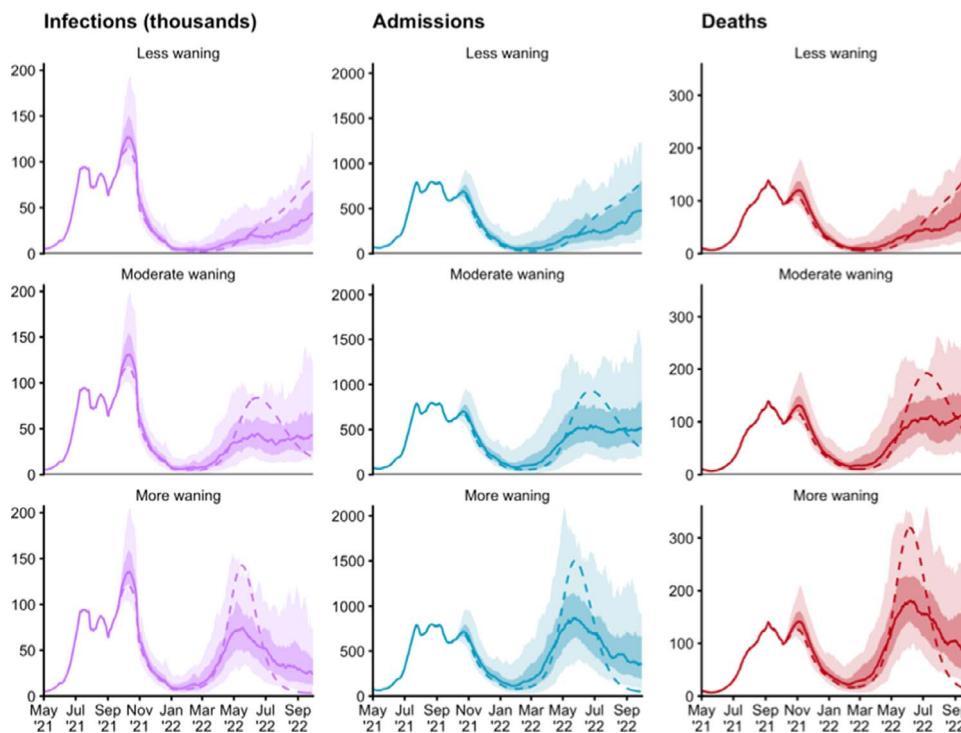 Infections (thousands) Admissions Deaths
Less waning Less waning Less waning
200 2000 300
150 1500 200
100 1000 100
50 500 0
0 0
Moderate waning Moderate waning Moderate waning
200 2000 300
150 1500 200
100 1000 100
50 500 0
0 0
More waning More waning More waning
200 2000 300
150 1500 200
100 1000 100
50 500 0
0 0
May Jul Sep Nov Jan Mar May Jul Sep May Jul Sep Nov Jan Mar May Jul Sep May Jul Sep Nov Jan Mar May Jul
'21 '21 '21 '21 '22 '22 '22 '22 '22 '21 '21 '21 '21 '22 '22 '22 '22 '22 '21 '21 '21 '21 '22 '22 '22 '22